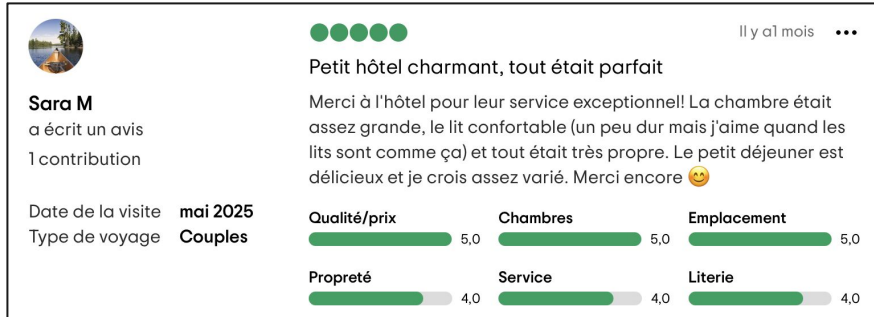 Il y a1 mois •••
Petit hôtel charmant, tout était parfait
Sara M
a écrit un avis
1 contribution
Date de la visite mai 2025
Type de voyage Couples
Merci à l'hôtel pour leur service exceptionnel! La chambre était
assez grande, le lit confortable (un peu dur mais j'aime quand les
lits sont comme ça) et tout était très propre. Le petit déjeuner est
délicieux et je crois assez varié. Merci encore 😊
Qualité/prix
5,0
Chambres
5,0
Emplacement
5,0
Propreté
4,0
Service
4,0
Literie
4,0